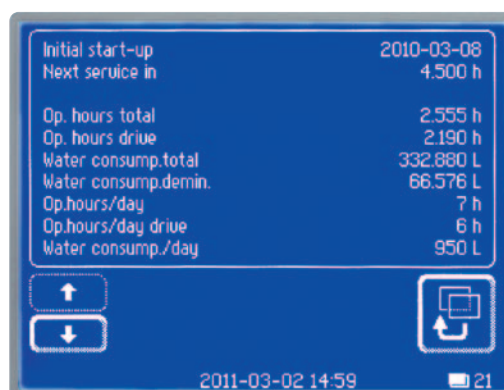 Initial start-up 2010-03-08
Next service in 4.500 h
Op. hours total 2.555 h
Op. hours drive 2.190 h
Water consump.total 332.880 L
Water consump.demin. 66.576 L
Op.hours/day 7 h
Op.hours/day drive 6 h
Water consump./day 950 L
2011-03-02 14:59 21